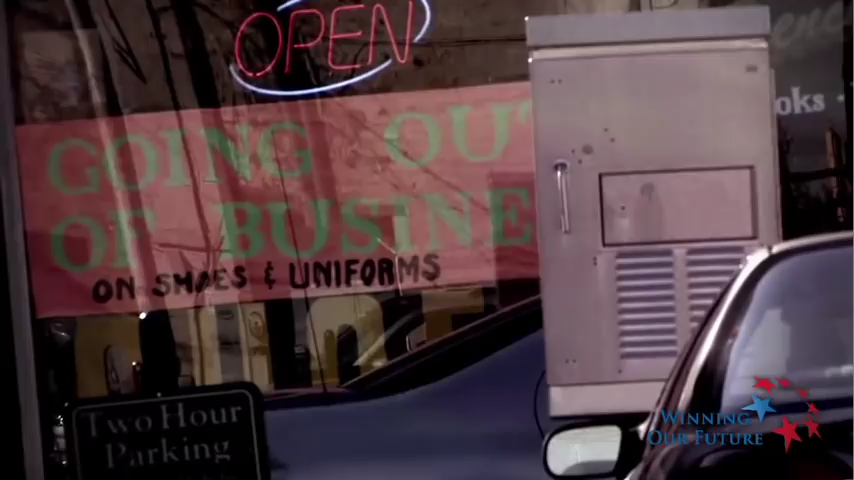 OPEN
GOING OUT
OF BUSINE
ON SHOES & UNIFORMS
oks
Two Hour
Parking
WINNING
OUR FUTURE